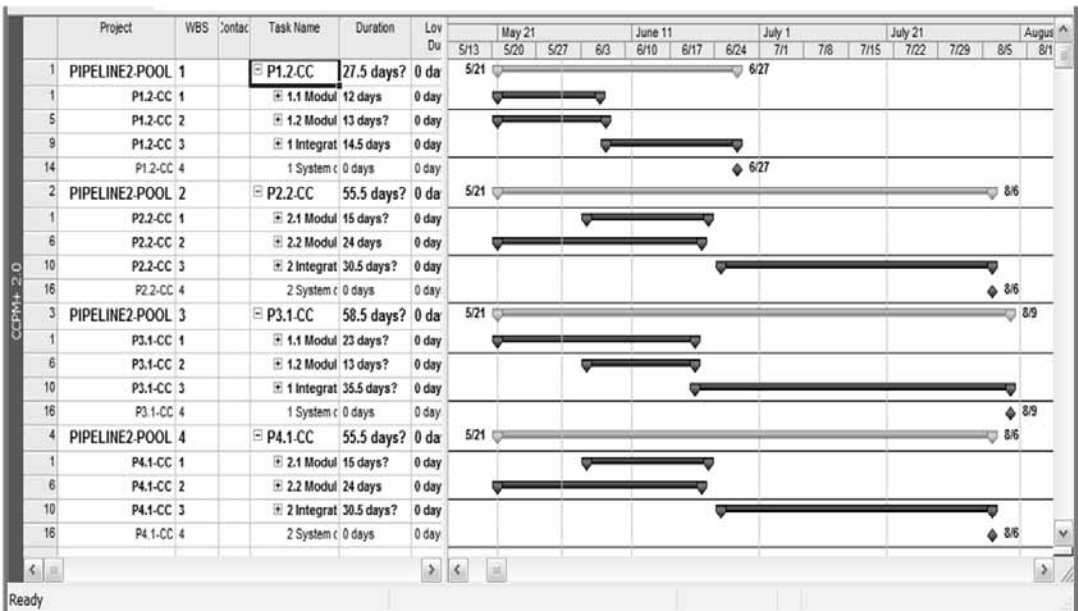 Project WBS Contac Task Name Duration Lov Du
May 21 June 11 July 1 July 21 Augus
5/13 5/20 5/27 6/3 6/10 6/17 6/24 7/1 7/8 7/15 7/22 7/29 8/5 8/1
1 PIPELINE2-POOL 1 P1.2-CC 27.5 days? 0 da 5/21 6/27
1 P1.2-CC 1 1.1 Modul 12 days 0 day
5 P1.2-CC 2 1.2 Modul 13 days? 0 day
9 P1.2-CC 3 1 Integrat 14.5 days 0 day
14 P1.2-CC 4 1 System c 0 days 0 day 6/27
2 PIPELINE2-POOL 2 P2.2-CC 55.5 days? 0 da 5/21 8/6
1 P2.2-CC 1 2.1 Modul 15 days? 0 day
6 P2.2-CC 2 2.2 Modul 24 days 0 day
10 P2.2-CC 3 2 Integrat 30.5 days? 0 day
16 P2.2-CC 4 2 System c 0 days 0 day 8/6
3 PIPELINE2-POOL 3 P3.1-CC 58.5 days? 0 da 5/21 8/9
1 P3.1-CC 1 1.1 Modul 23 days? 0 day
6 P3.1-CC 2 1.2 Modul 13 days? 0 day
10 P3.1-CC 3 1 Integrat 35.5 days? 0 day
16 P3.1-CC 4 1 System c 0 days 0 day 8/9
4 PIPELINE2-POOL 4 P4.1-CC 55.5 days? 0 da 5/21 8/6
1 P4.1-CC 1 2.1 Modul 15 days? 0 day
6 P4.1-CC 2 2.2 Modul 24 days 0 day
10 P4.1-CC 3 2 Integrat 30.5 days? 0 day
16 P4.1-CC 4 2 System c 0 days 0 day 8/6
CCPM+ 2.0
Ready